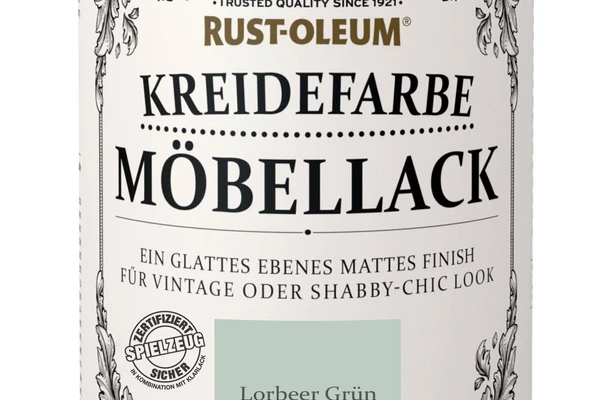 · TRUSTED QUALITY SINCE 1921 ·
RUST-OLEUM®
KREIDEFARBE
MÖBELLACK
EIN GLATTES EBENES MATTES FINISH
FÜR VINTAGE ODER SHABBY-CHIC LOOK
ZERTIFIZIERT
SPIELZEUG
SICHER
IN KOMBINATION MIT KLARLACK
Lorbeer Grün